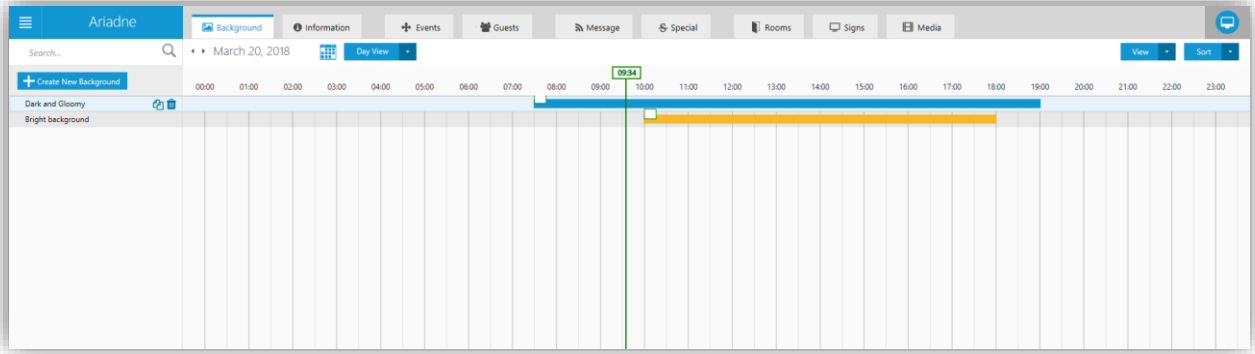 Ariadne
Background Information Events Guests Message Special Rooms Signs Media
Search... March 20, 2018 Day View View Sort
09:34
Create New Background
00:00 01:00 02:00 03:00 04:00 05:00 06:00 07:00 08:00 09:00 10:00 11:00 12:00 13:00 14:00 15:00 16:00 17:00 18:00 19:00 20:00 21:00 22:00 23:00
Dark and Gloomy
Bright background